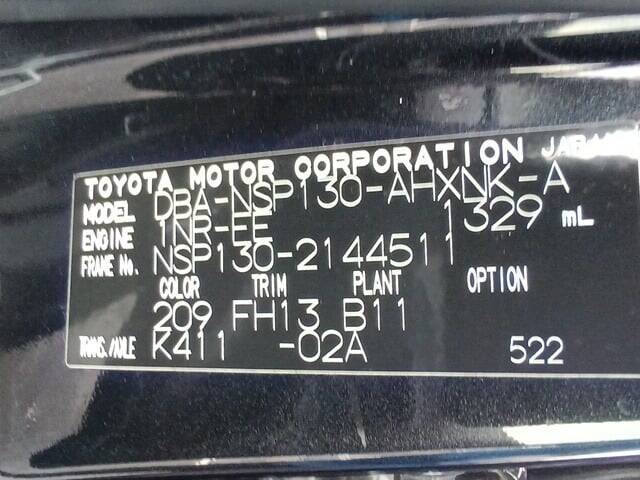 TOYOTA MOTOR CORPORATION JAPAN
MODEL DBA-NSP130-AHXNK-A
ENGINE 1NR-FE 1329 mL
FRAME No. NSP130-2144511
COLOR TRIM PLANT OPTION
209 FH13 B11
TRANS./AXLE K411 -02A 522